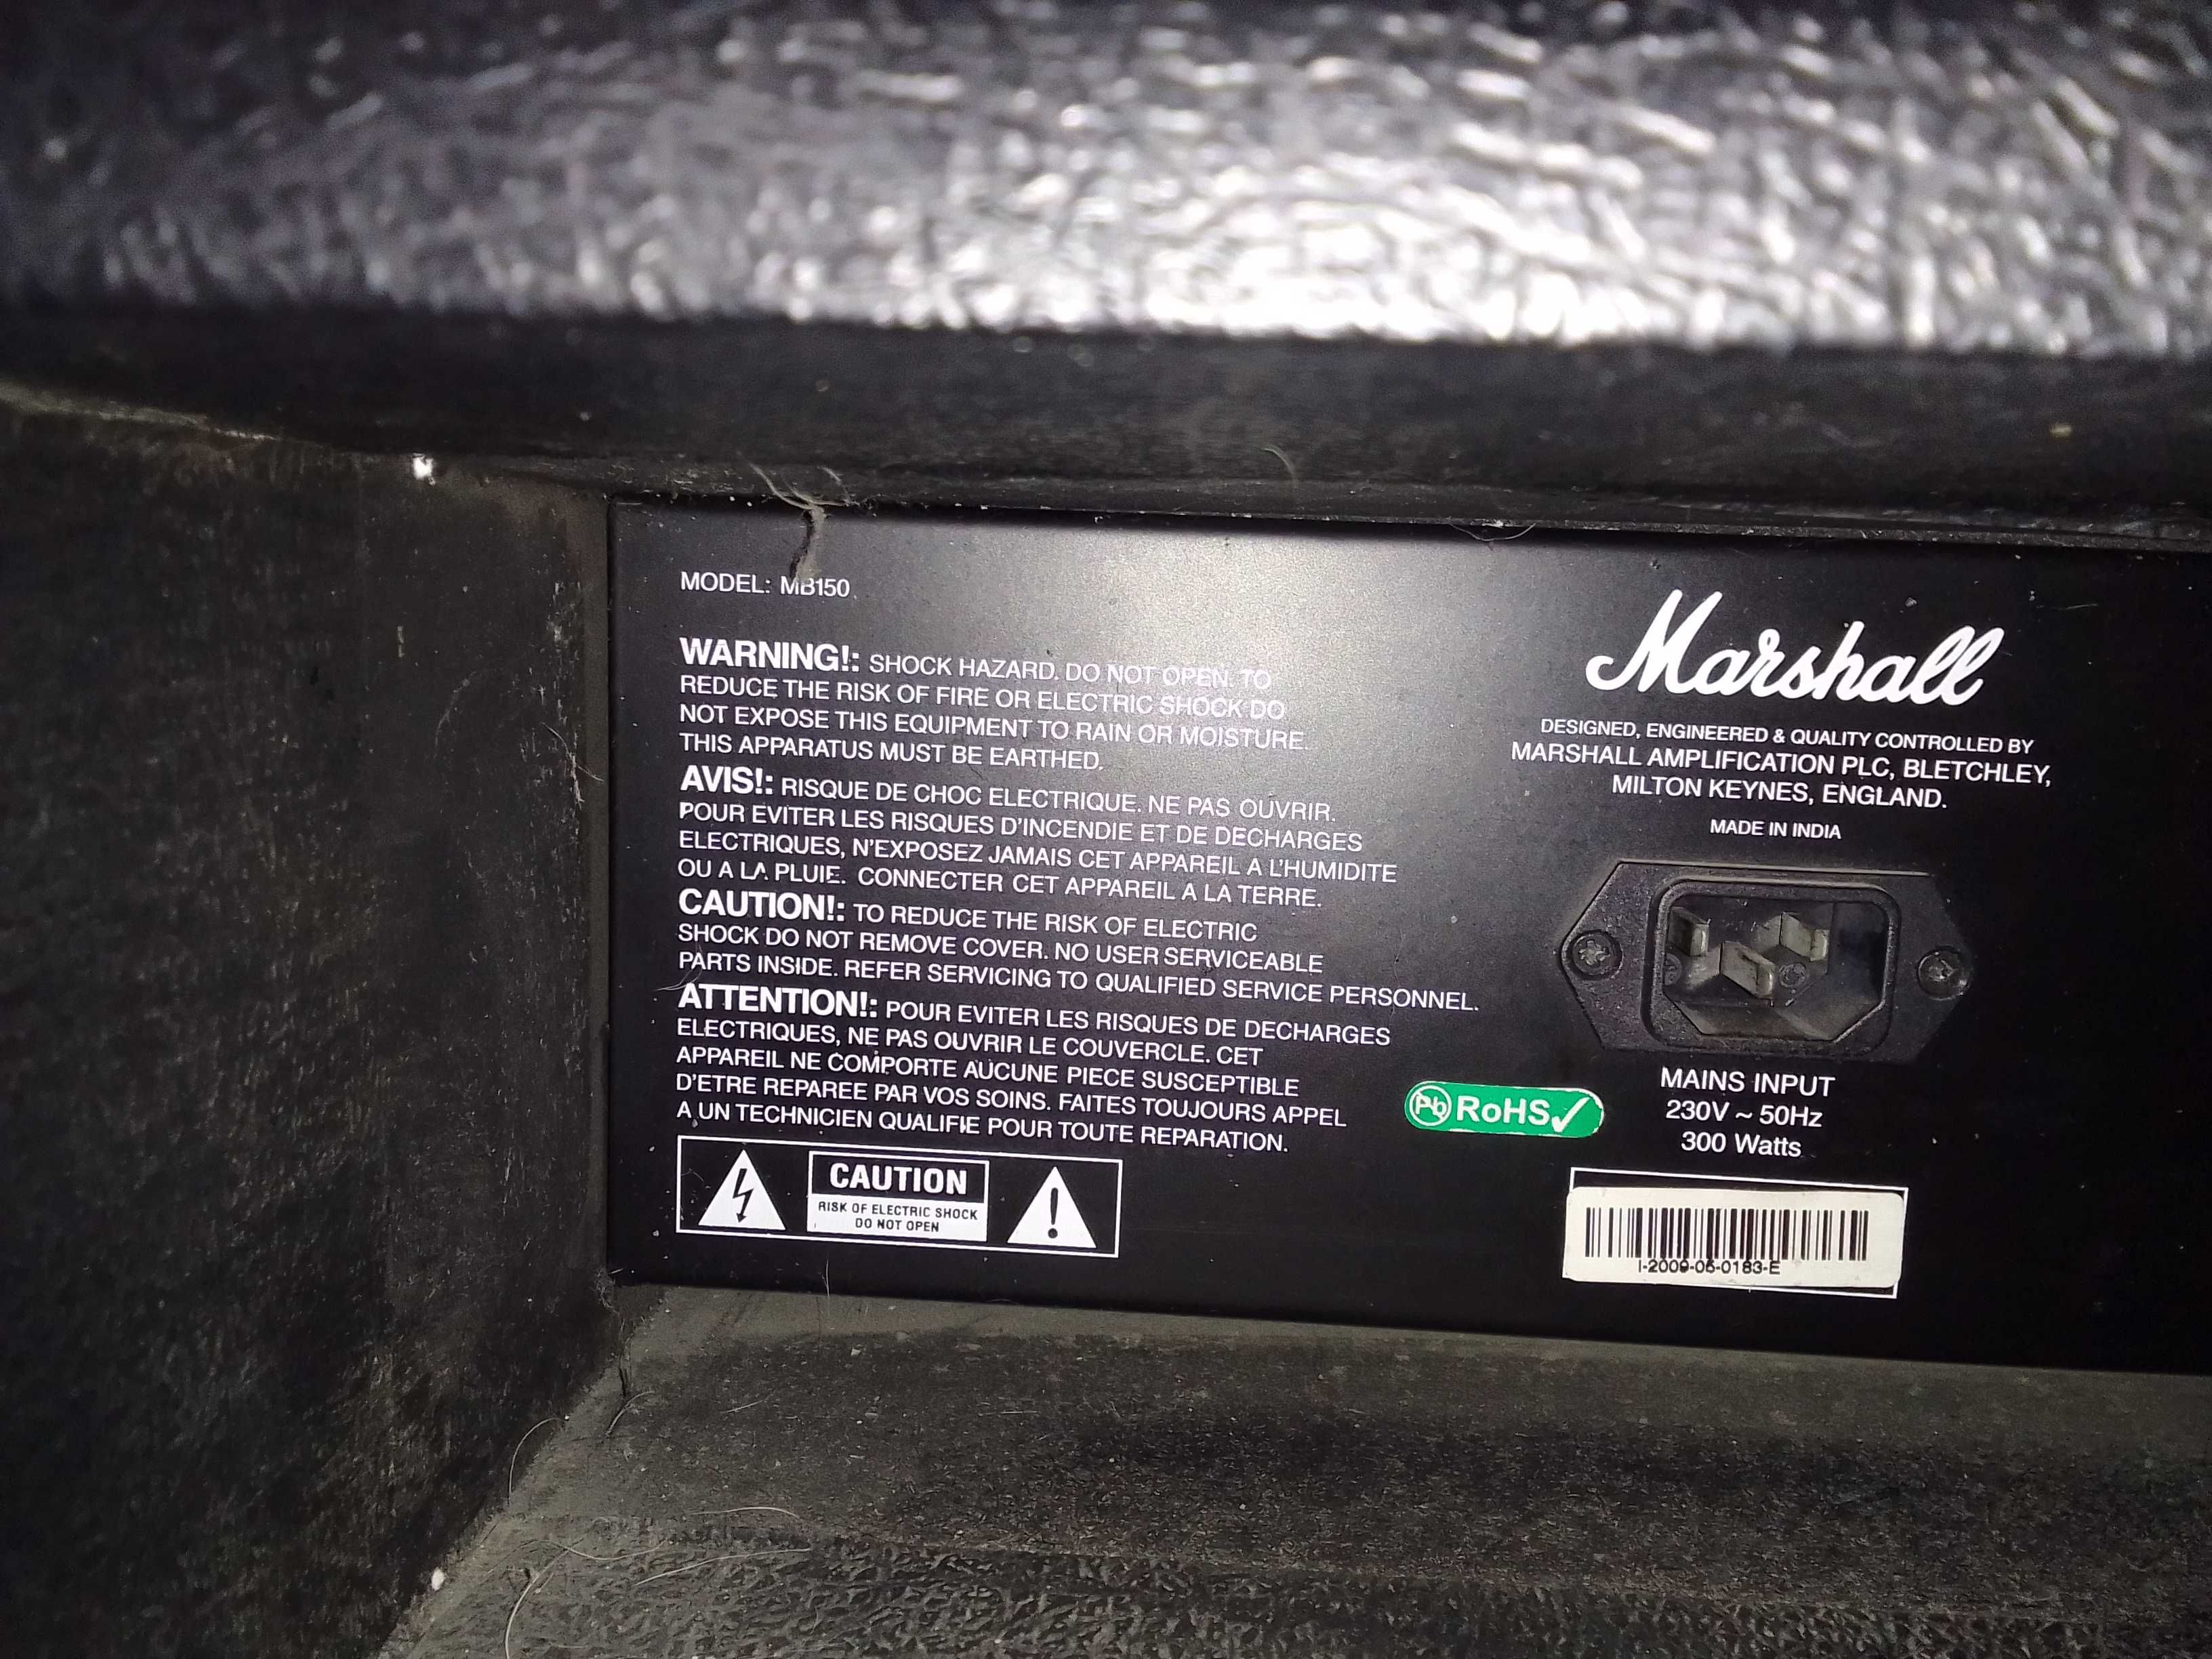 MODEL: MB150
WARNING!: SHOCK HAZARD. DO NOT OPEN. TO
REDUCE THE RISK OF FIRE OR ELECTRIC SHOCK DO
NOT EXPOSE THIS EQUIPMENT TO RAIN OR MOISTURE.
THIS APPARATUS MUST BE EARTHED.
AVIS!: RISQUE DE CHOC ELECTRIQUE. NE PAS OUVRIR.
POUR EVITER LES RISQUES D'INCENDIE ET DE DECHARGES
ELECTRIQUES, N'EXPOSEZ JAMAIS CET APPAREIL A L'HUMIDITE
OU A LA PLUIE. CONNECTER CET APPAREIL A LA TERRE.
CAUTION!: TO REDUCE THE RISK OF ELECTRIC
SHOCK DO NOT REMOVE COVER. NO USER SERVICEABLE
PARTS INSIDE. REFER SERVICING TO QUALIFIED SERVICE PERSONNEL.
ATTENTION!: POUR EVITER LES RISQUES DE DECHARGES
ELECTRIQUES, NE PAS OUVRIR LE COUVERCLE. CET
APPAREIL NE COMPORTE AUCUNE PIECE SUSCEPTIBLE
D'ETRE REPAREE PAR VOS SOINS. FAITES TOUJOURS APPEL
A UN TECHNICIEN QUALIFIE POUR TOUTE REPARATION.
CAUTION
RISK OF ELECTRIC SHOCK
DO NOT OPEN
Marshall
DESIGNED, ENGINEERED & QUALITY CONTROLLED BY
MARSHALL AMPLIFICATION PLC, BLETCHLEY,
MILTON KEYNES, ENGLAND.
MADE IN INDIA
Pb RoHS
MAINS INPUT
230V ~ 50Hz
300 Watts
I-2009-05-0183-E